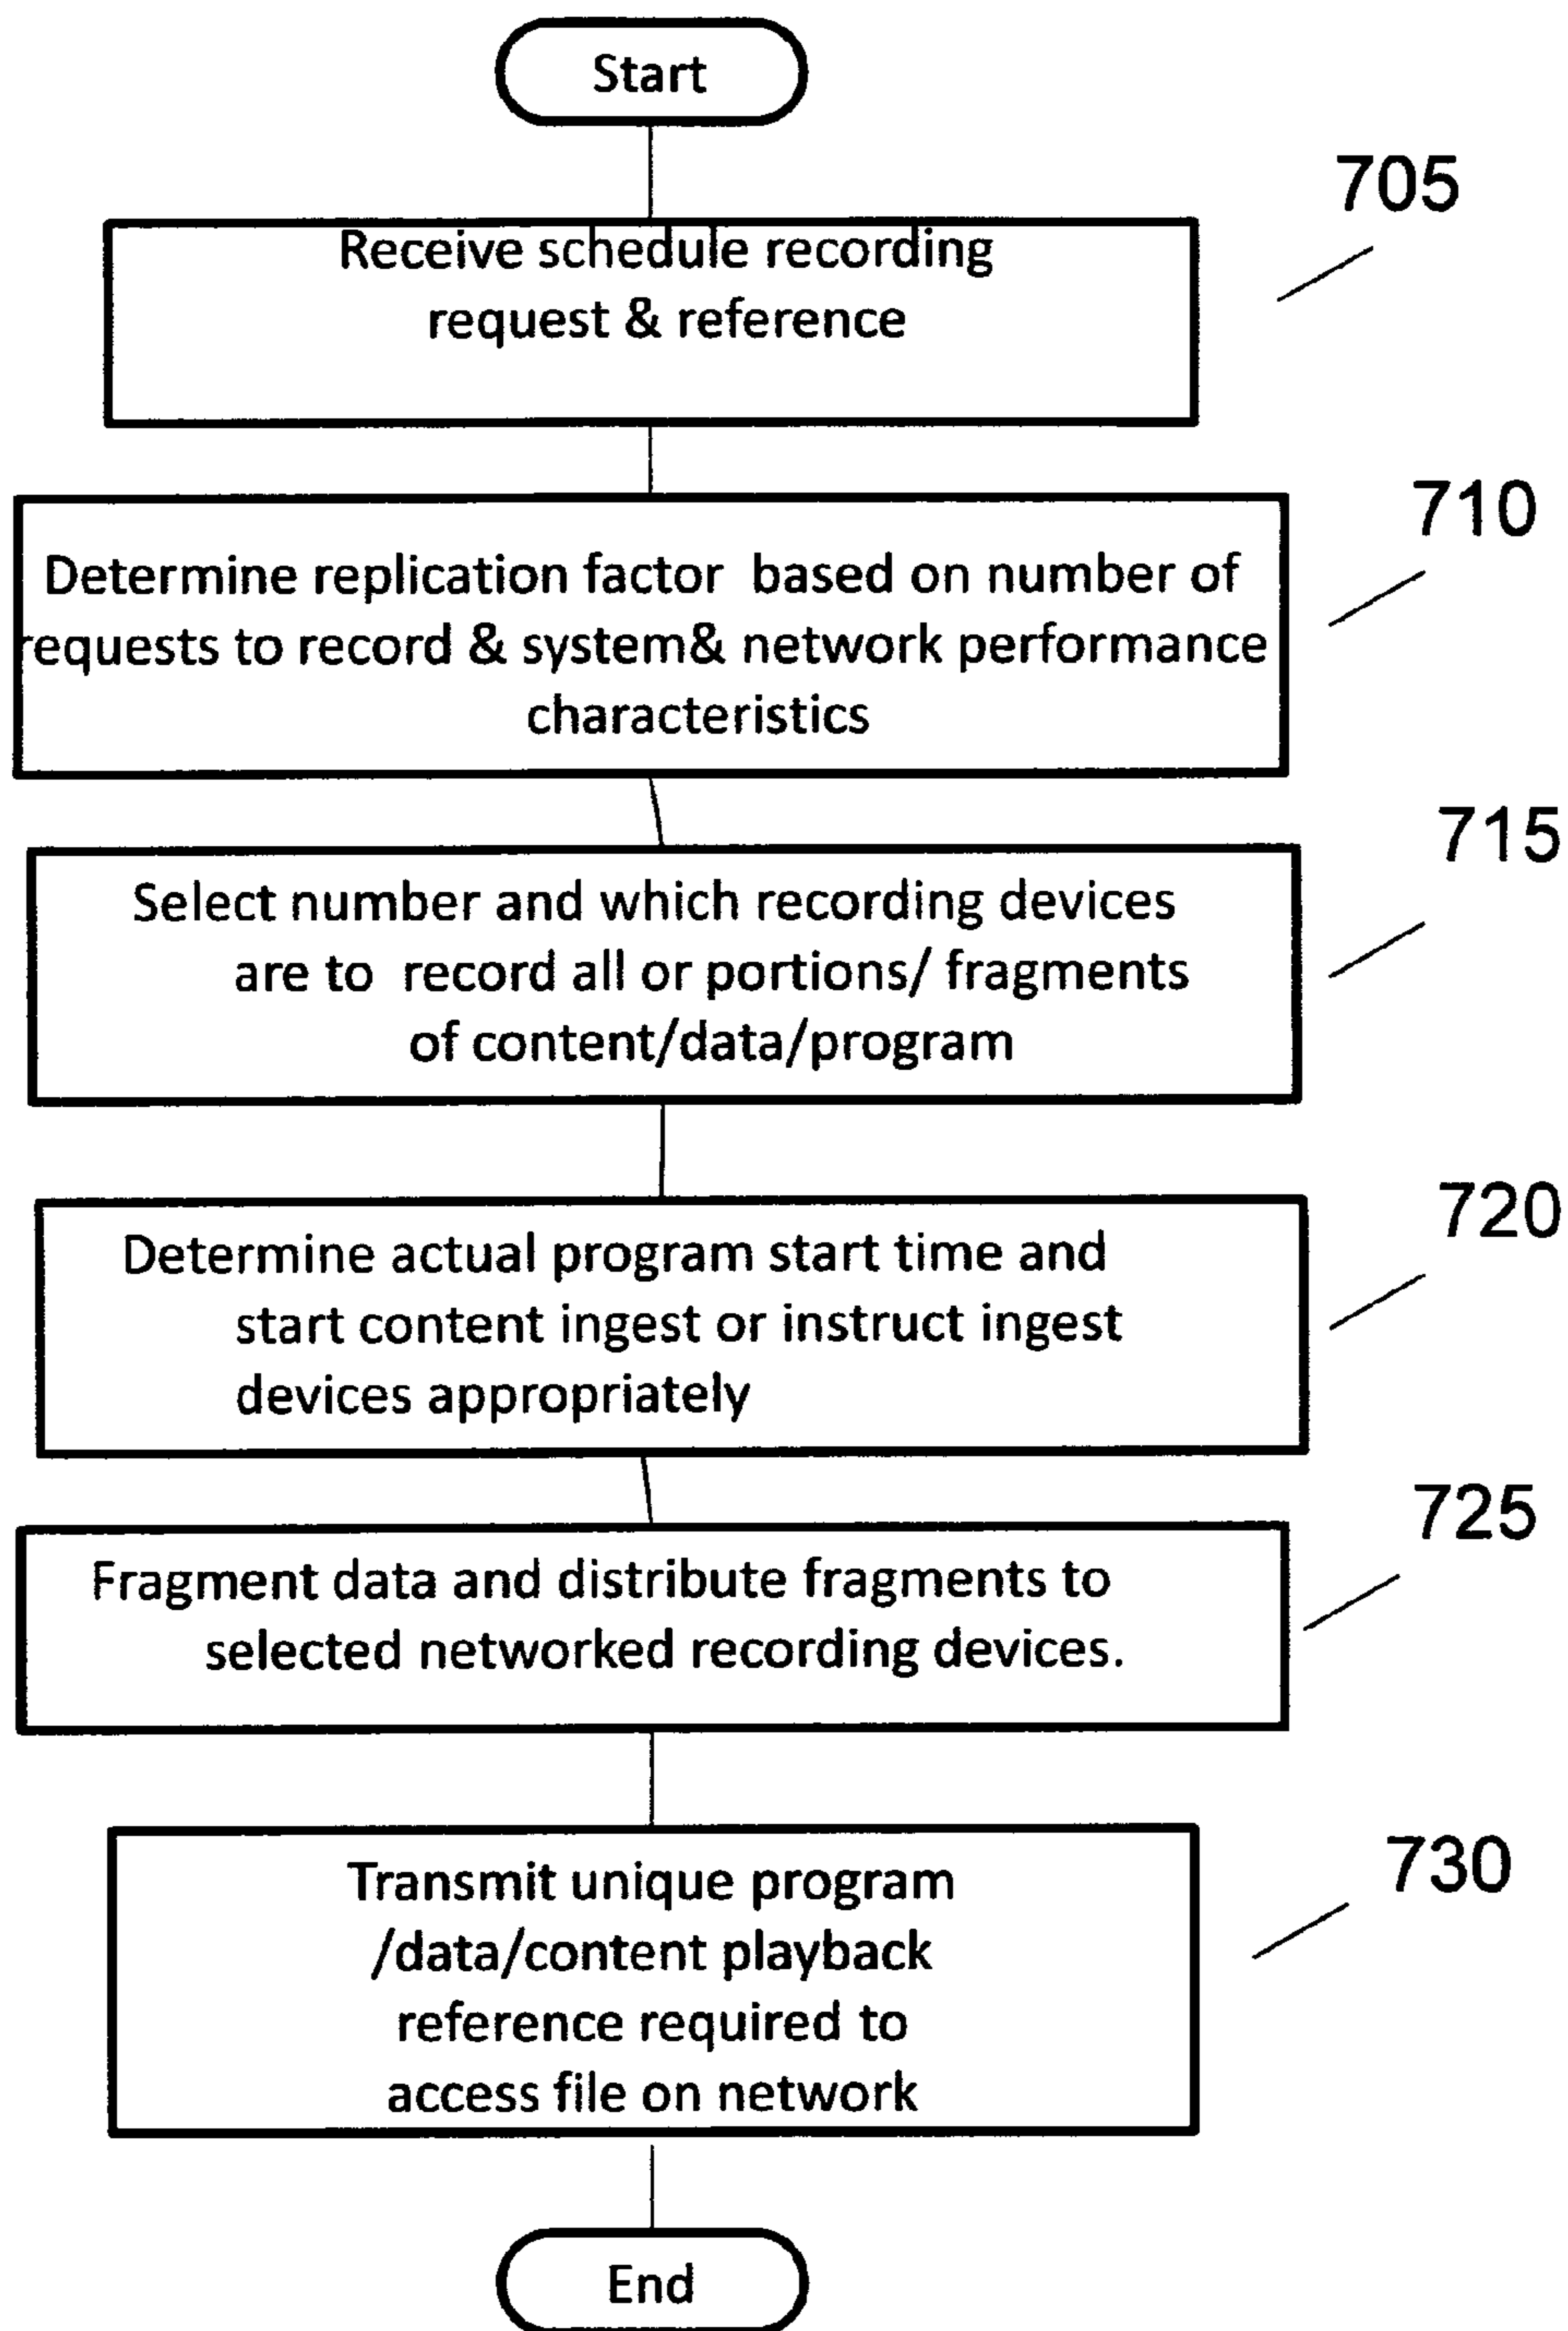 Start
705
Receive schedule recording
request & reference
710
Determine replication factor based on number of
requests to record & system& network performance
characteristics
715
Select number and which recording devices
are to record all or portions/ fragments
of content/data/program
720
Determine actual program start time and
start content ingest or instruct ingest
devices appropriately
725
Fragment data and distribute fragments to
selected networked recording devices.
730
Transmit unique program
/data/content playback
reference required to
access file on network
End